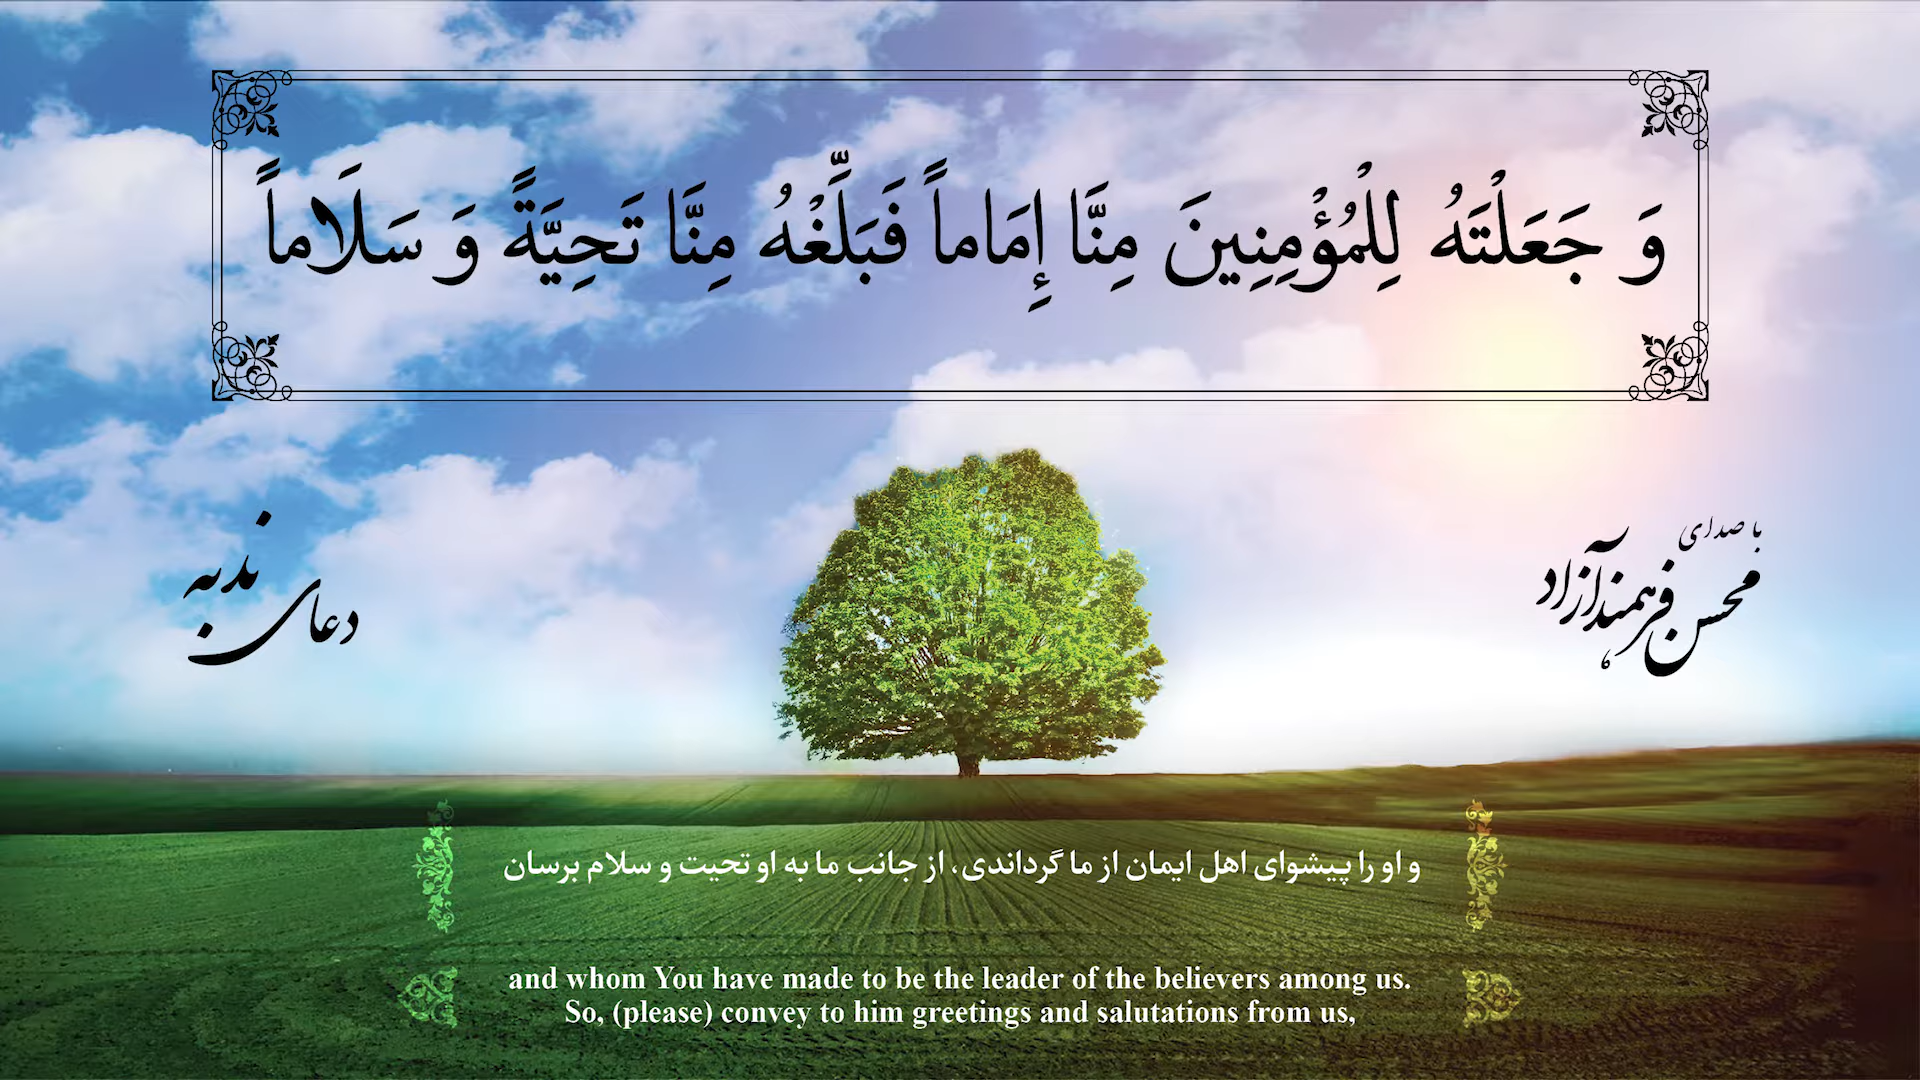 وَ جَعَلْتَهُ لِلْمُؤْمِنِينَ مِنَّا إِمَاماً فَبَلِّغْهُ مِنَّا تَحِيَّةً وَ سَلَاماً
با صدای
محسن فرهمندآزاد
دعای ندبه
و او را پیشوای اهل ایمان از ما گرداندی، از جانب ما به او تحیت و سلام برسان
and whom You have made to be the leader of the believers among us.
So, (please) convey to him greetings and salutations from us,